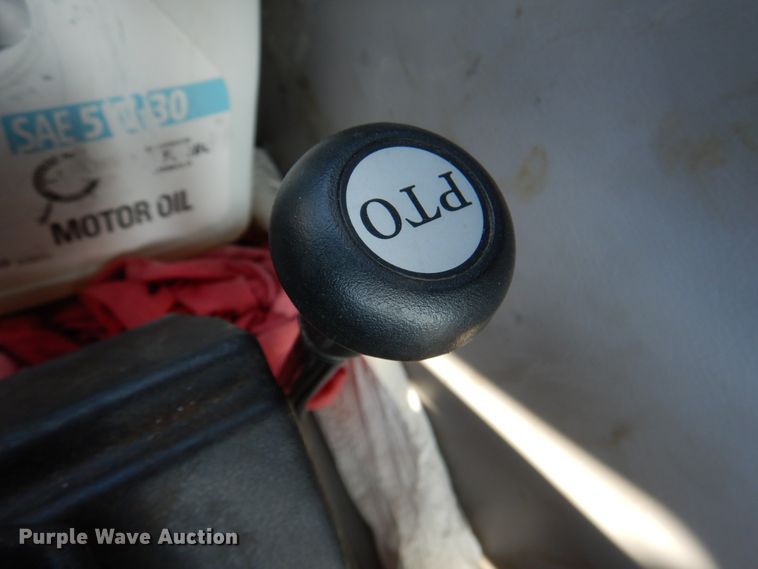 SAE 5W-30
MOTOR OIL
PTO
Purple Wave Auction